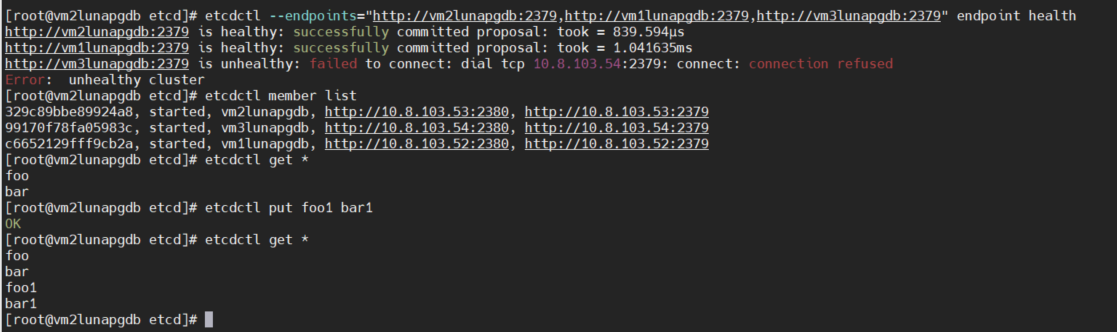 [root@vm2lunapgdb etcd]# etcdctl --endpoints="http://vm2lunapgdb:2379,http://vm1lunapgdb:2379,http://vm3lunapgdb:2379" endpoint health
http://vm2lunapgdb:2379 is healthy: successfully committed proposal: took = 839.594µs
http://vm1lunapgdb:2379 is healthy: successfully committed proposal: took = 1.041635ms
http://vm3lunapgdb:2379 is unhealthy: failed to connect: dial tcp 10.8.103.54:2379: connect: connection refused
Error:  unhealthy cluster
[root@vm2lunapgdb etcd]# etcdctl member list
329c89bbe89924a8, started, vm2lunapgdb, http://10.8.103.53:2380, http://10.8.103.53:2379
99170f78fa05983c, started, vm3lunapgdb, http://10.8.103.54:2380, http://10.8.103.54:2379
c6652129fff9cb2a, started, vm1lunapgdb, http://10.8.103.52:2380, http://10.8.103.52:2379
[root@vm2lunapgdb etcd]# etcdctl get *
foo
bar
[root@vm2lunapgdb etcd]# etcdctl put foo1 bar1
OK
[root@vm2lunapgdb etcd]# etcdctl get *
foo
bar
foo1
bar1
[root@vm2lunapgdb etcd]#